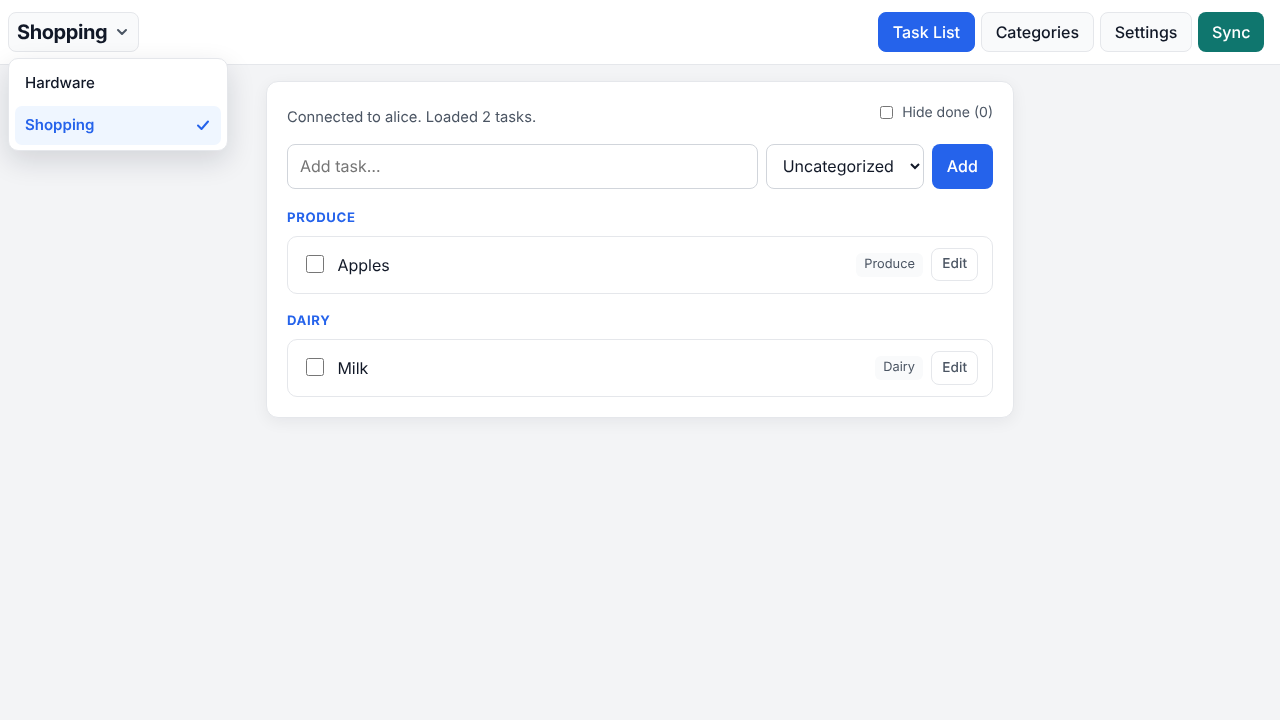 Shopping
Task List
Categories
Settings
Sync
Hardware
Shopping
Connected to alice. Loaded 2 tasks.
Hide done (0)
Add task...
Uncategorized
Add
PRODUCE
Apples
Produce
Edit
DAIRY
Milk
Dairy
Edit